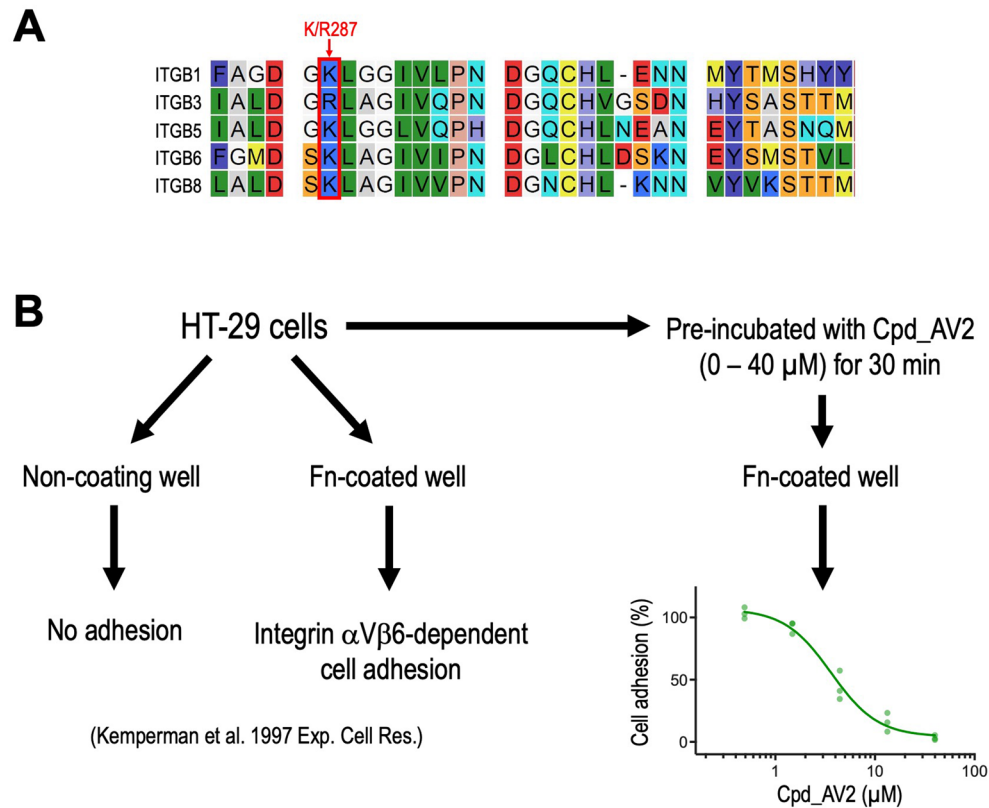 A
K/R287
ITGB1 FAGD GKLGGIVLPN DGQCHL-ENN MYTMSHYY
ITGB3 IALD GRLAGIVQPN DGQCHVGSDN HYSASTTM
ITGB5 IALD GKLGGLVQPH DGQCHLNEAN EYTASNQM
ITGB6 FGMD SKLAGIVIPN DGLCHLDSKN EYSMSTVL
ITGB8 LALD SKLAGIVVPN DGNCHL-KNN VYVKSTTM
B
HT-29 cells
Pre-incubated with Cpd_AV2
(0 – 40 μM) for 30 min
Non-coating well
Fn-coated well
Fn-coated well
No adhesion
Integrin αVβ6-dependent
cell adhesion
(Kemperman et al. 1997 Exp. Cell Res.)
Cell adhesion (%)
100
50
0
1 10 100
Cpd_AV2 (μM)